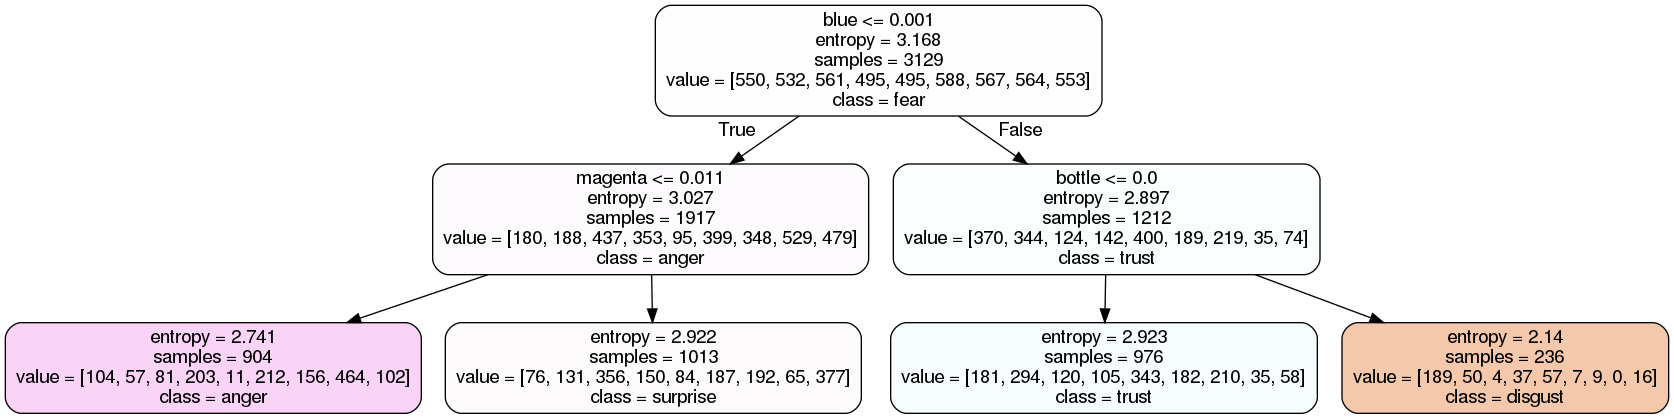 blue <= 0.001
entropy = 3.168
samples = 3129
value = [550, 532, 561, 495, 495, 588, 567, 564, 553]
class = fear
True
False
magenta <= 0.011
entropy = 3.027
samples = 1917
value = [180, 188, 437, 353, 95, 399, 348, 529, 479]
class = anger
bottle <= 0.0
entropy = 2.897
samples = 1212
value = [370, 344, 124, 142, 400, 189, 219, 35, 74]
class = trust
entropy = 2.741
samples = 904
value = [104, 57, 81, 203, 11, 212, 156, 464, 102]
class = anger
entropy = 2.922
samples = 1013
value = [76, 131, 356, 150, 84, 187, 192, 65, 377]
class = surprise
entropy = 2.923
samples = 976
value = [181, 294, 120, 105, 343, 182, 210, 35, 58]
class = trust
entropy = 2.14
samples = 236
value = [189, 50, 4, 37, 57, 7, 9, 0, 16]
class = disgust